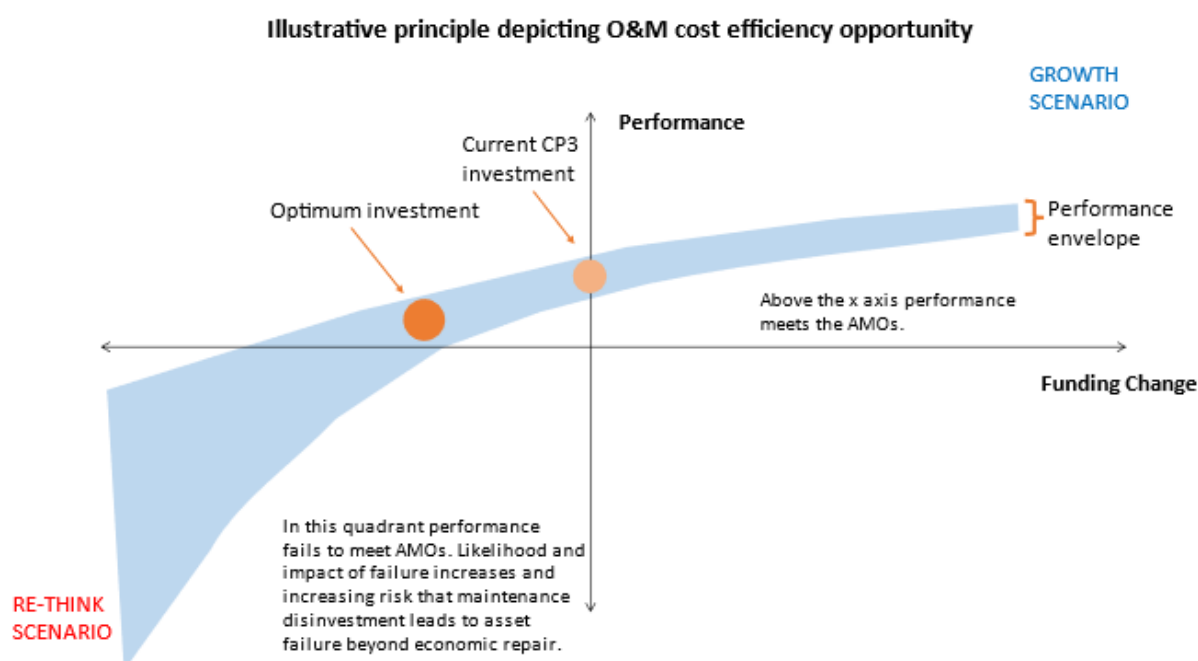 Illustrative principle depicting O&M cost efficiency opportunity
GROWTH
SCENARIO
Performance
Current CP3
investment
Optimum investment
Performance
envelope
Above the x axis performance
meets the AMOs.
Funding Change
In this quadrant performance
fails to meet AMOs. Likelihood and
impact of failure increases and
increasing risk that maintenance
disinvestment leads to asset
failure beyond economic repair.
RE-THINK
SCENARIO